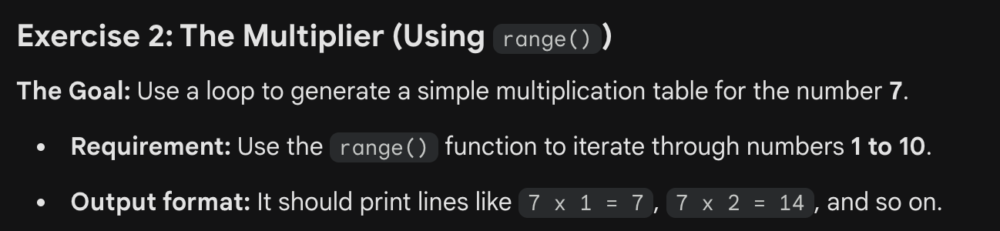 Exercise 2: The Multiplier (Using range())
The Goal: Use a loop to generate a simple multiplication table for the number 7.
• Requirement: Use the range() function to iterate through numbers 1 to 10.
• Output format: It should print lines like 7 x 1 = 7, 7 x 2 = 14, and so on.